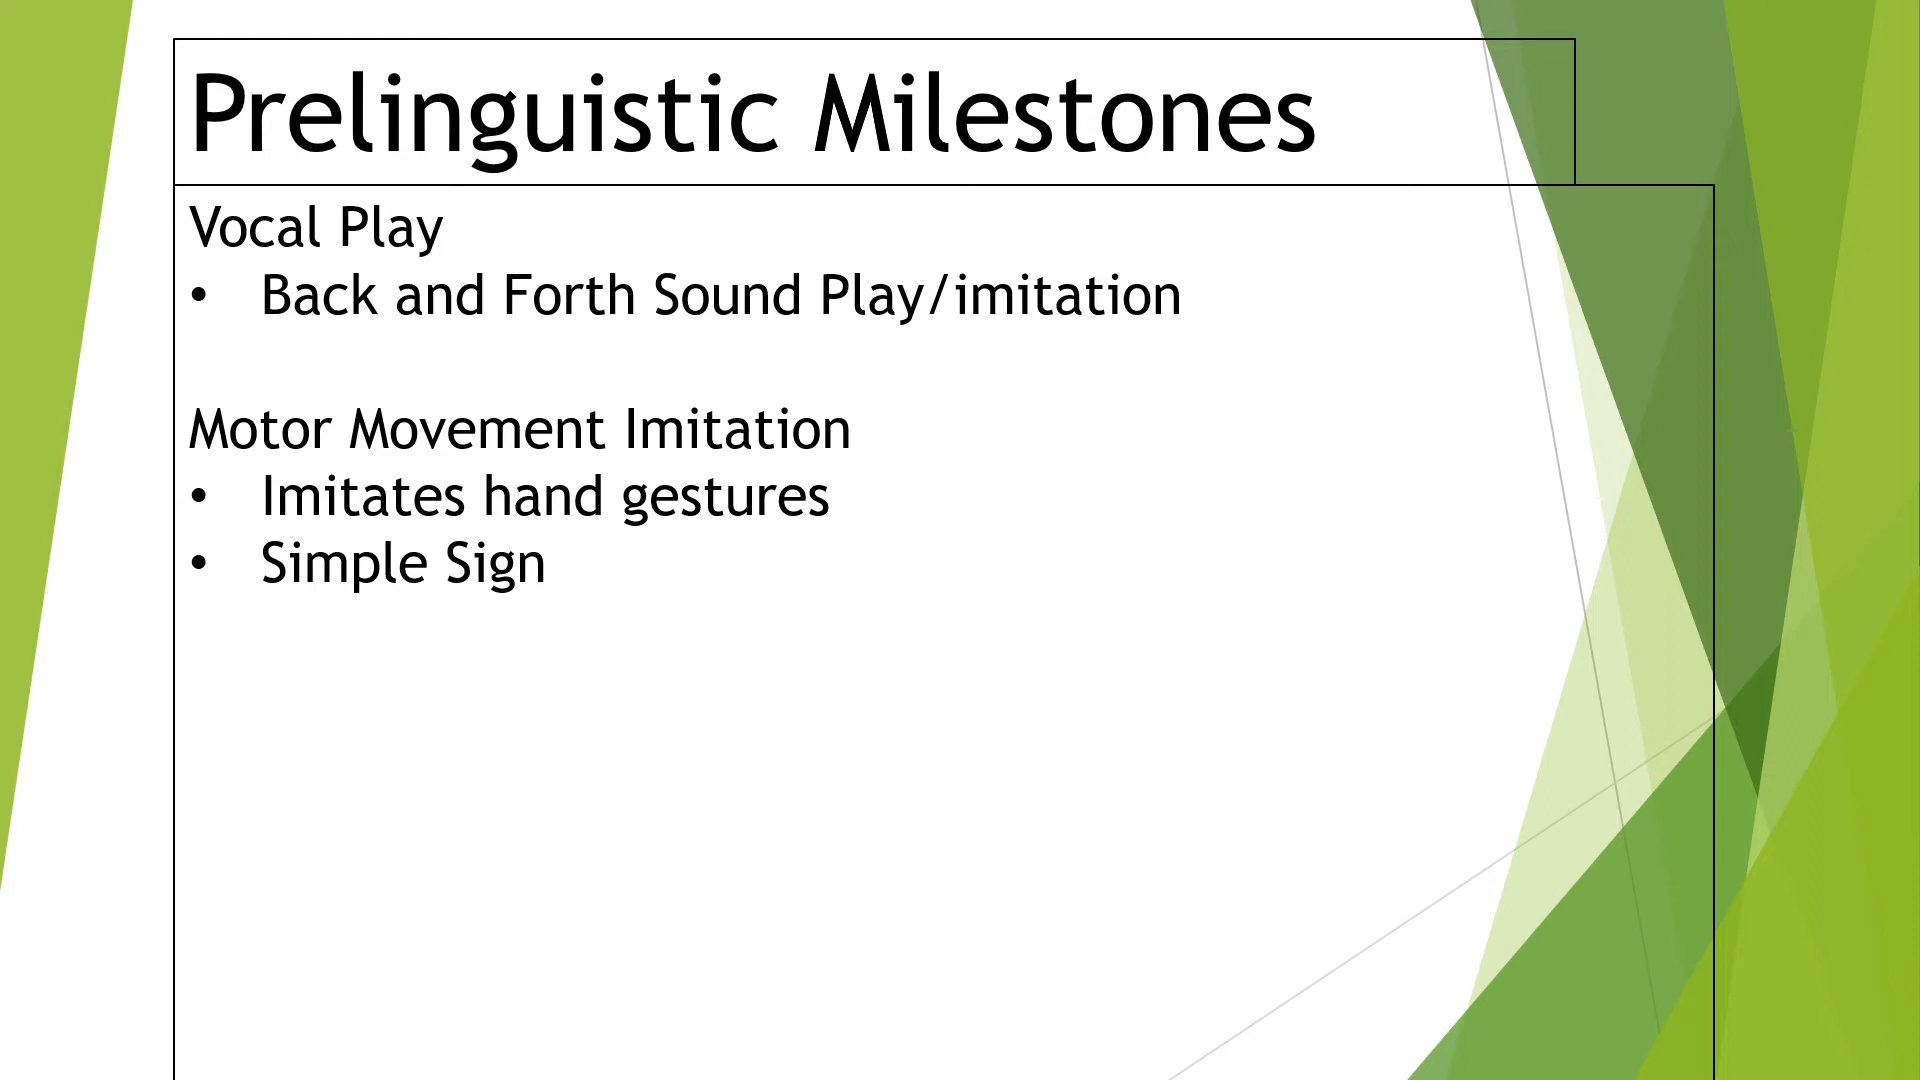 Prelinguistic Milestones
Vocal Play
• Back and Forth Sound Play/imitation
Motor Movement Imitation
• Imitates hand gestures
• Simple Sign